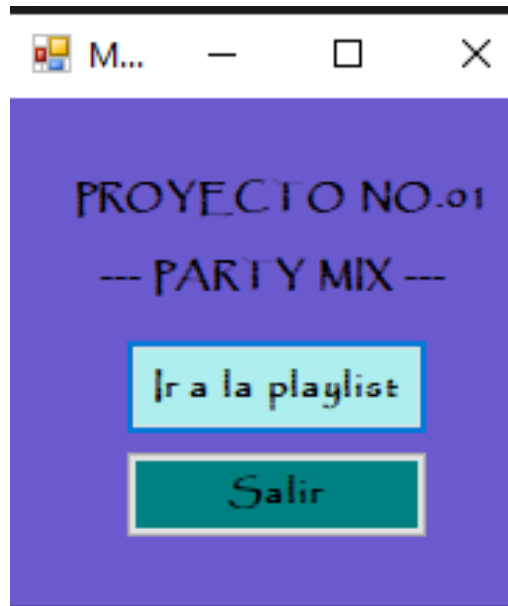 M...
PROYECTO NO.01
--- PARTY MIX ---
Ir a la playlist
Salir